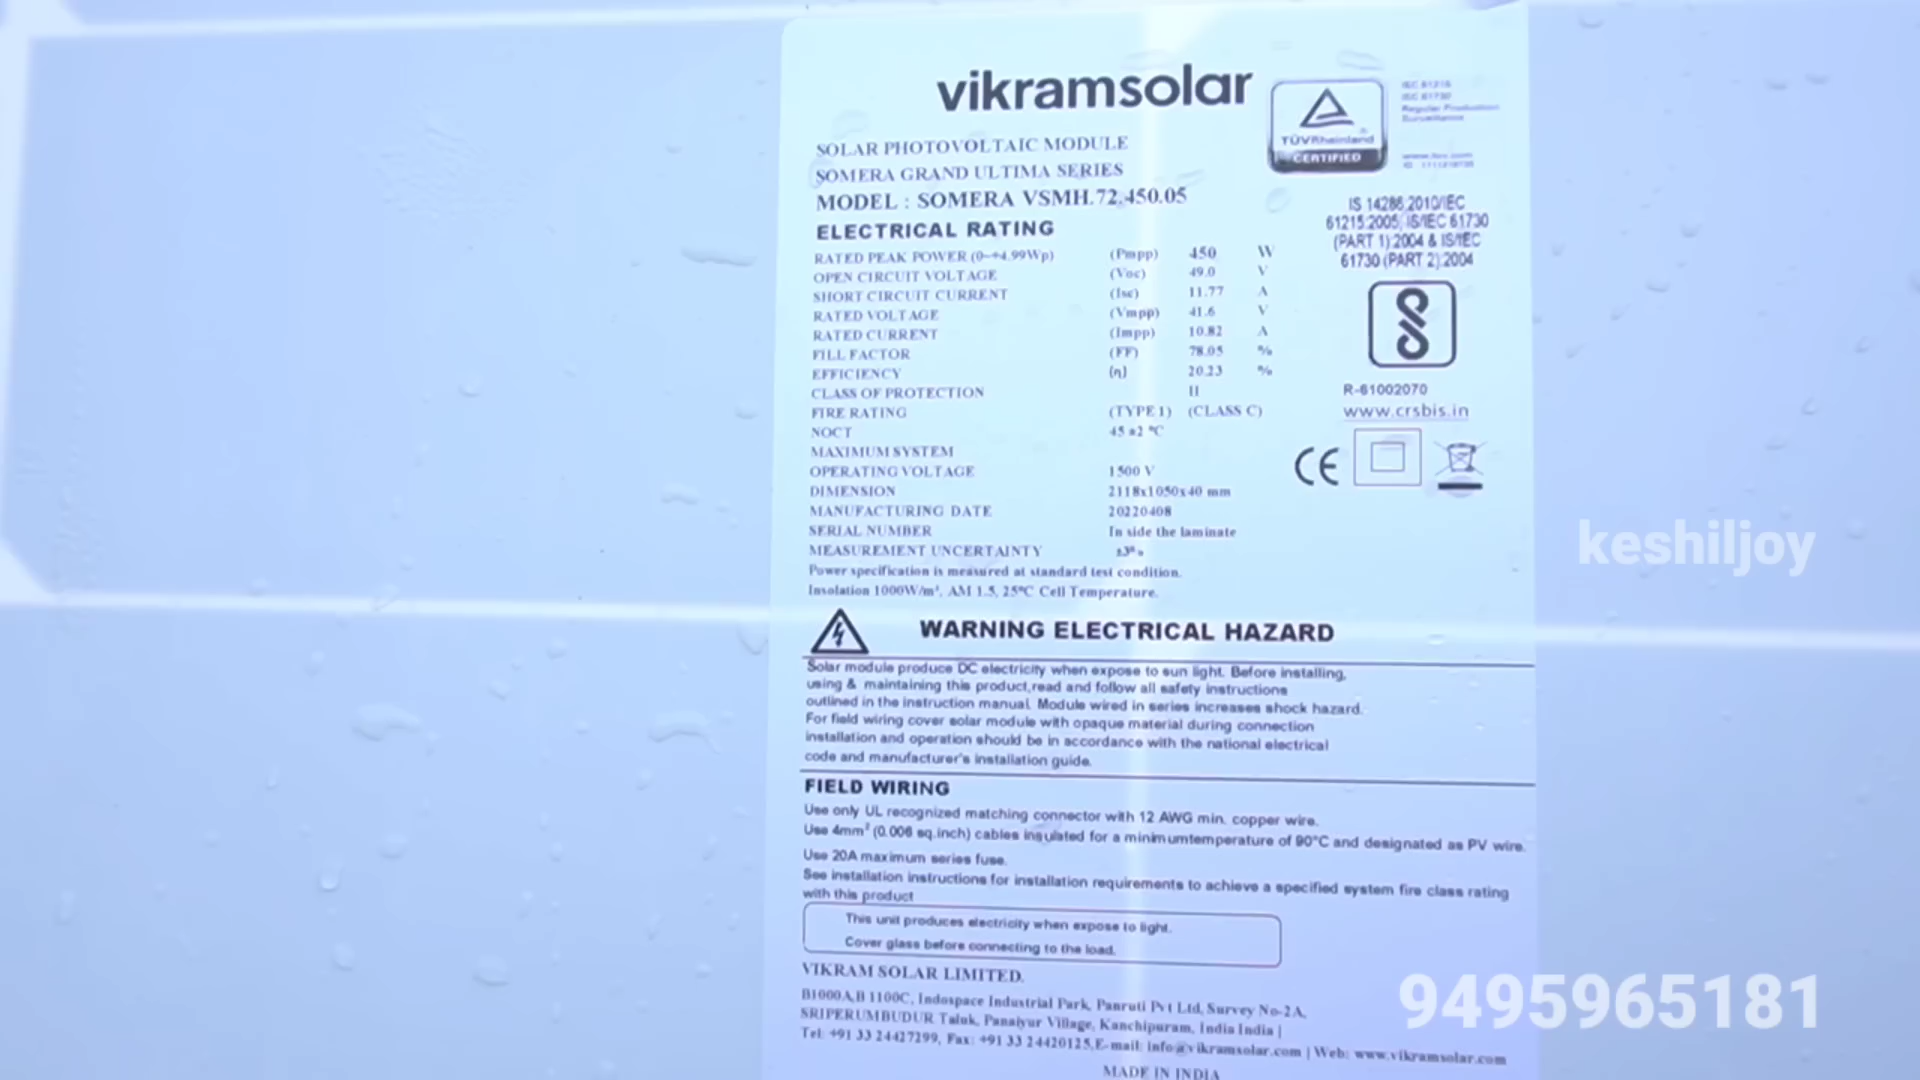 vikramsolar
TÜVRheinland
CERTIFIED
SOLAR PHOTOVOLTAIC MODULE
SOMERA GRAND ULTIMA SERIES
MODEL : SOMERA VSMH.72.450.05
ELECTRICAL RATING
RATED PEAK POWER (0~+4.99Wp) (Pmpp) 450 W
OPEN CIRCUIT VOLTAGE (Voc) 49.0 V
SHORT CIRCUIT CURRENT (Isc) 11.77 A
RATED VOLTAGE (Vmpp) 41.6 V
RATED CURRENT (Impp) 10.82 A
FILL FACTOR (FF) 78.05 %
EFFICIENCY (η) 20.23 %
CLASS OF PROTECTION II
FIRE RATING (TYPE 1) (CLASS C)
NOCT 45 ±2 °C
MAXIMUM SYSTEM
OPERATING VOLTAGE 1500 V
DIMENSION 2118x1050x40 mm
MANUFACTURING DATE 20220408
SERIAL NUMBER In side the laminate
MEASUREMENT UNCERTAINTY ±3%
Power specification is measured at standard test condition.
Insolation 1000W/m², AM 1.5, 25°C Cell Temperature.
IS 14286:2010/IEC
61215:2005, IS/IEC 61730
(PART 1):2004 & IS/IEC
61730 (PART 2):2004
R-61002070
www.crsbis.in
CE
WARNING ELECTRICAL HAZARD
Solar module produce DC electricity when expose to sun light. Before installing,
using & maintaining this product,read and follow all safety instructions
outlined in the instruction manual. Module wired in series increases shock hazard.
For field wiring cover solar module with opaque material during connection
installation and operation should be in accordance with the national electrical
code and manufacturer's installation guide.
FIELD WIRING
Use only UL recognized matching connector with 12 AWG min. copper wire.
Use 4mm² (0.006 sq.inch) cables insulated for a minimumtemperature of 90°C and designated as PV wire.
Use 20A maximum series fuse.
See installation instructions for installation requirements to achieve a specified system fire class rating
with this product
This unit produces electricity when expose to light.
Cover glass before connecting to the load.
VIKRAM SOLAR LIMITED.
B1000A,B 1100C, Indospace Industrial Park, Panruti Pvt Ltd, Survey No-2A,
SRIPERUMBUDUR Taluk, Panaiyur Village, Kanchipuram, India India |
Tel: +91 33 24427299, Fax: +91 33 24420125,E-mail: info@vikramsolar.com | Web: www.vikramsolar.com
MADE IN INDIA
keshiljoy
9495965181